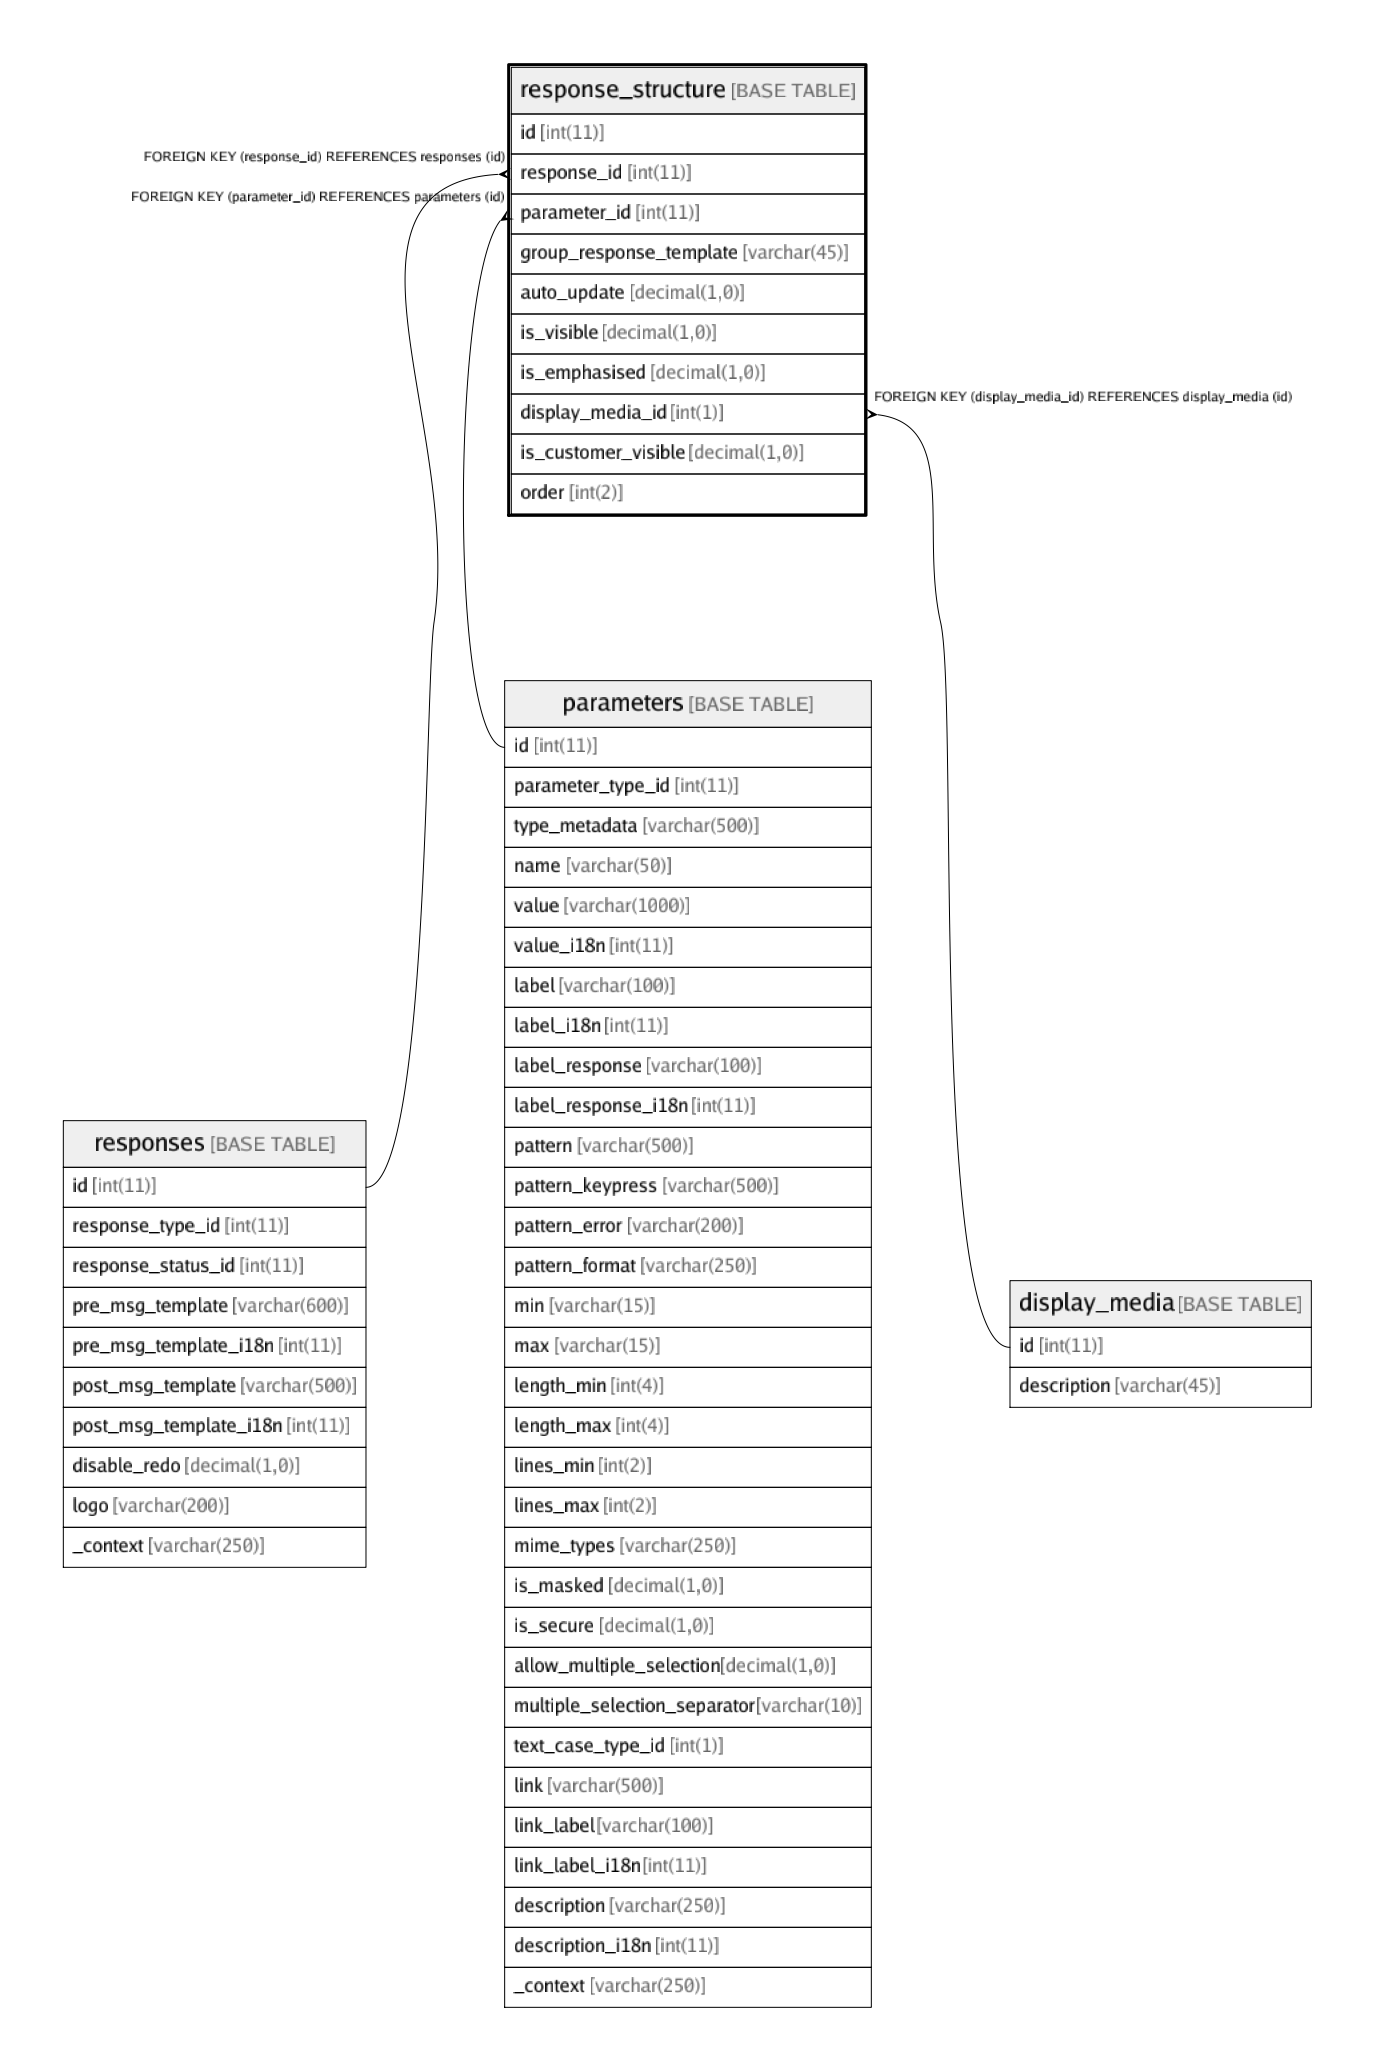 response_structure [BASE TABLE]
id [int(11)]
FOREIGN KEY (response_id) REFERENCES responses (id)
response_id [int(11)]
FOREIGN KEY (parameter_id) REFERENCES parameters (id)
parameter_id [int(11)]
group_response_template [varchar(45)]
auto_update [decimal(1,0)]
is_visible [decimal(1,0)]
is_emphasised [decimal(1,0)]
FOREIGN KEY (display_media_id) REFERENCES display_media (id)
display_media_id [int(1)]
is_customer_visible [decimal(1,0)]
order [int(2)]
parameters [BASE TABLE]
id [int(11)]
parameter_type_id [int(11)]
type_metadata [varchar(500)]
name [varchar(50)]
value [varchar(1000)]
value_i18n [int(11)]
label [varchar(100)]
label_i18n [int(11)]
label_response [varchar(100)]
label_response_i18n [int(11)]
pattern [varchar(500)]
pattern_keypress [varchar(500)]
pattern_error [varchar(200)]
pattern_format [varchar(250)]
min [varchar(15)]
max [varchar(15)]
length_min [int(4)]
length_max [int(4)]
lines_min [int(2)]
lines_max [int(2)]
mime_types [varchar(250)]
is_masked [decimal(1,0)]
is_secure [decimal(1,0)]
allow_multiple_selection [decimal(1,0)]
multiple_selection_separator [varchar(10)]
text_case_type_id [int(1)]
link [varchar(500)]
link_label [varchar(100)]
link_label_i18n [int(11)]
description [varchar(250)]
description_i18n [int(11)]
_context [varchar(250)]
responses [BASE TABLE]
id [int(11)]
response_type_id [int(11)]
response_status_id [int(11)]
pre_msg_template [varchar(600)]
pre_msg_template_i18n [int(11)]
post_msg_template [varchar(500)]
post_msg_template_i18n [int(11)]
disable_redo [decimal(1,0)]
logo [varchar(200)]
_context [varchar(250)]
display_media [BASE TABLE]
id [int(11)]
description [varchar(45)]